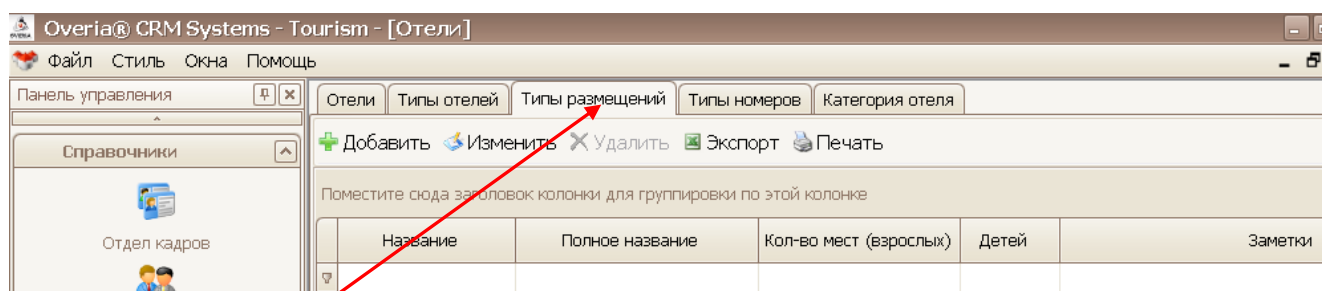 Overia® CRM Systems - Tourism - [Отели]
Файл Стиль Окна Помощь
Панель управления
Отели Типы отелей Типы размещений Типы номеров Категория отеля
Справочники
Добавить Изменить Удалить Экспорт Печать
Поместите сюда заголовок колонки для группировки по этой колонке
Отдел кадров
Название Полное название Кол-во мест (взрослых) Детей Заметки